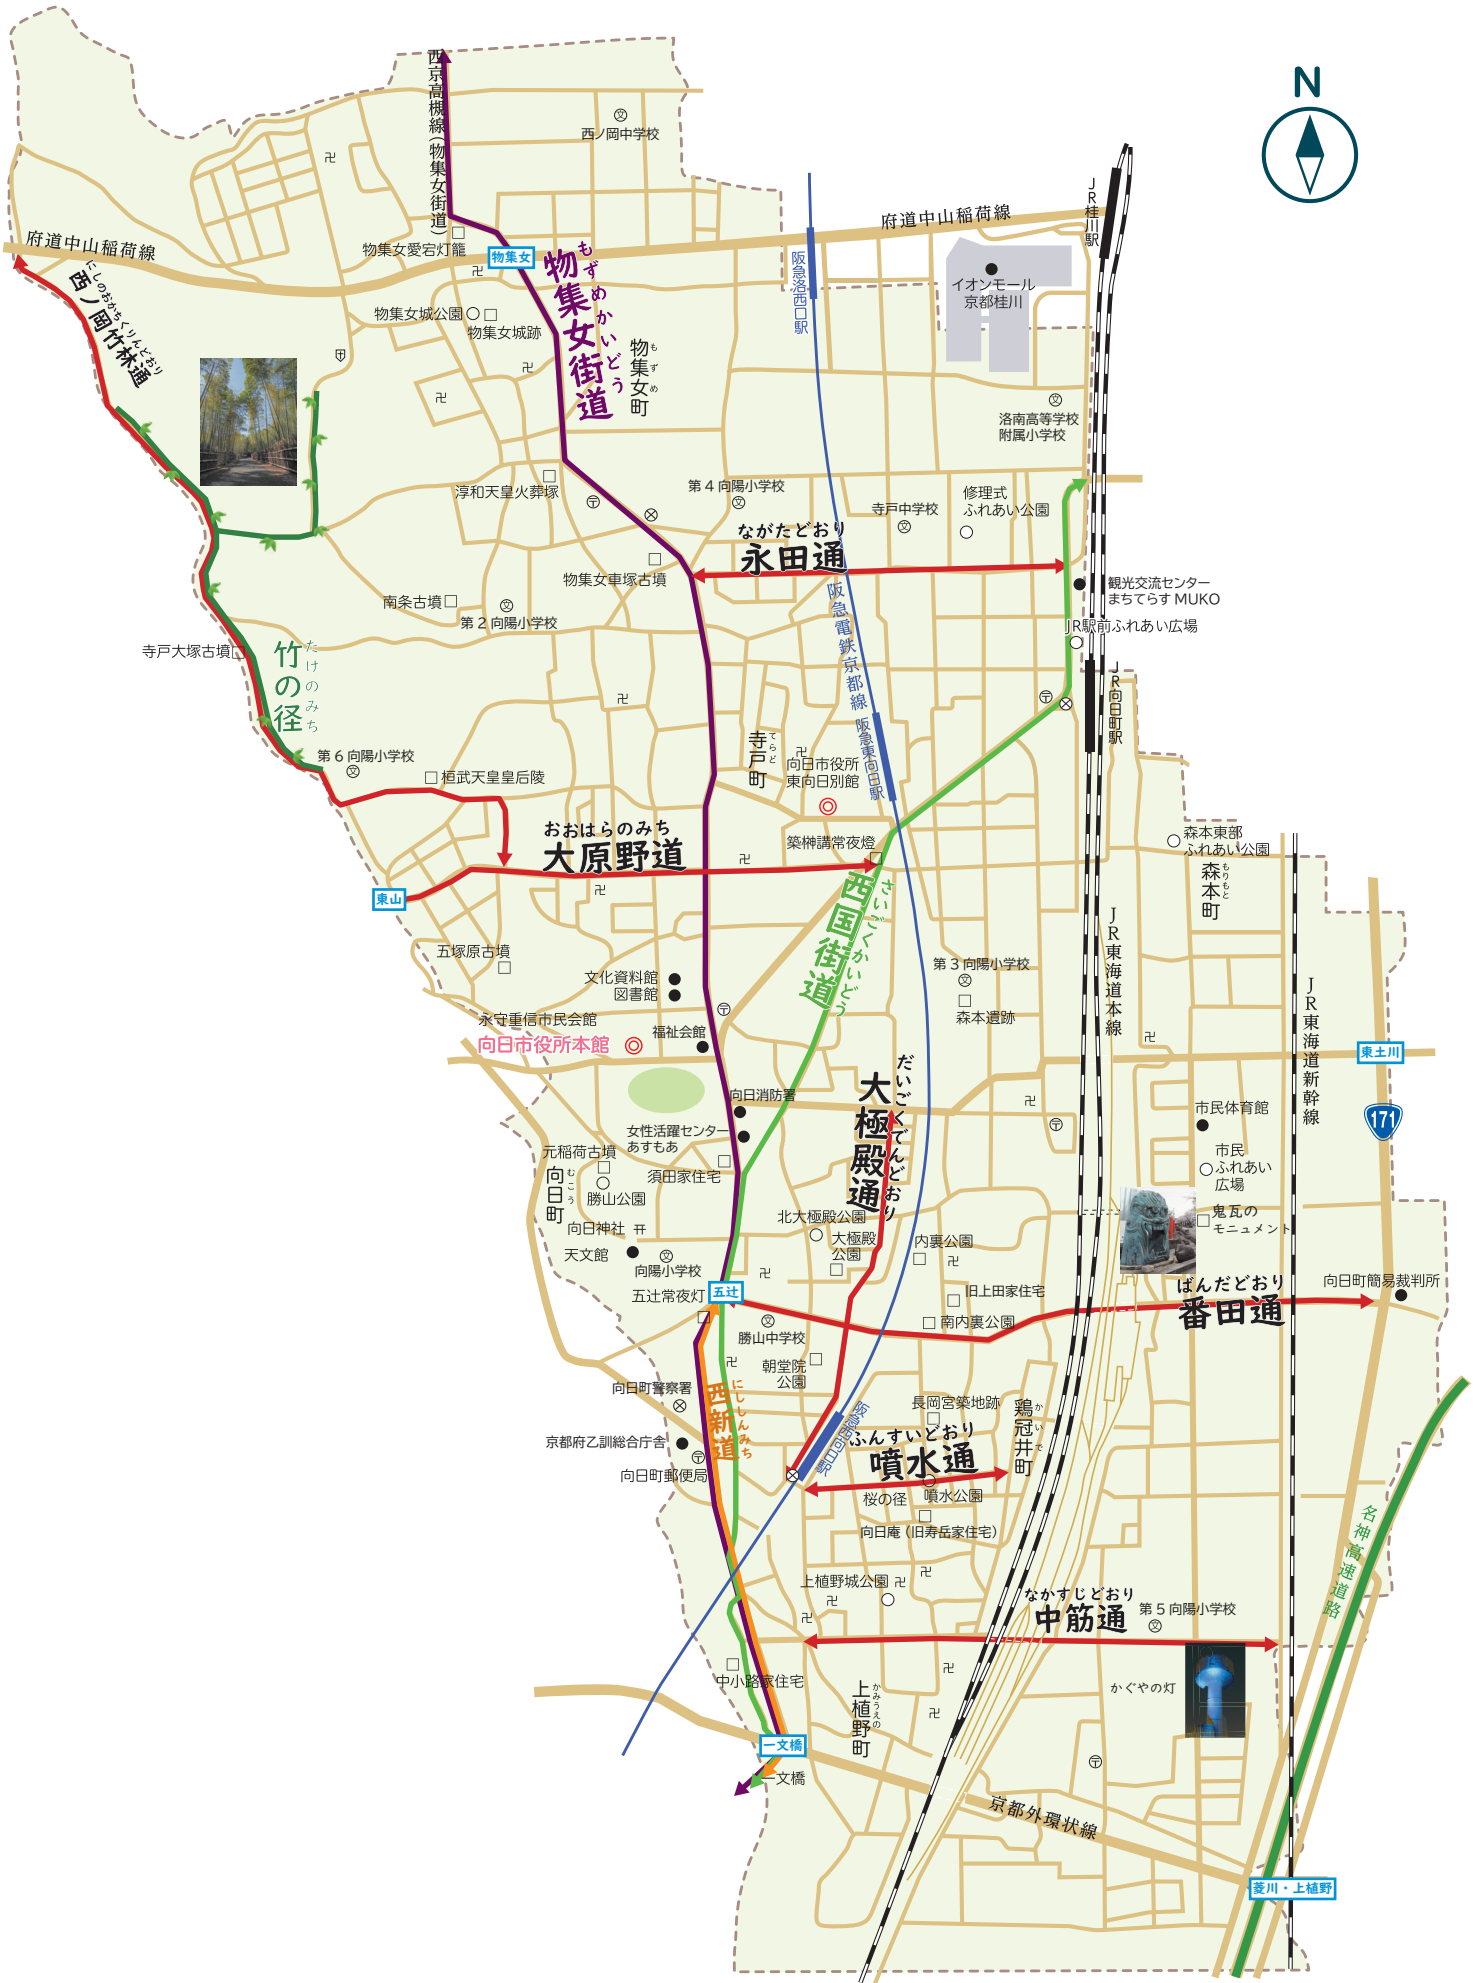 N
西京高槻線(物集女街道)
西ノ岡中学校
府道中山稲荷線
府道中山稲荷線
JR桂川駅
物集女愛宕灯籠
物集女
阪急洛西口駅
イオンモール
京都桂川
にしのおかちくりんどおり
西ノ岡竹林通
もずめかいどう
物集女街道
物集女城公園
物集女城跡
もずめ
物集女町
洛南高等学校
附属小学校
淳和天皇火葬塚
第4向陽小学校
寺戸中学校
修理式
ふれあい公園
ながたどおり
永田通
物集女車塚古墳
南条古墳
第2向陽小学校
観光交流センター
まちてらす MUKO
JR駅前ふれあい広場
阪急電鉄京都線
寺戸大塚古墳
たけのみち
竹の径
JR向日町駅
阪急東向日駅
てらど
寺戸町
第6向陽小学校
桓武天皇皇后陵
向日市役所
東向日別館
おおはらのみち
大原野道
築榊講常夜燈
森本東部
ふれあい公園
もりもと
森本町
東山
さいごくかいどう
西国街道
五塚原古墳
文化資料館
図書館
第3向陽小学校
森本遺跡
JR東海道本線
JR東海道新幹線
永守重信市民会館
向日市役所本館
福祉会館
東土川
171
だいごくでんどおり
大極殿通
向日消防署
女性活躍センター
あすもあ
市民体育館
元稲荷古墳
須田家住宅
市民
ふれあい
広場
むこう
向日町
勝山公園
向日神社
天文館
向陽小学校
北大極殿公園
大極殿
公園
内裏公園
鬼瓦の
モニュメント
五辻常夜灯
五辻
旧上田家住宅
南内裏公園
ばんだどおり
番田通
向日町簡易裁判所
勝山中学校
朝堂院
公園
向日町警察署
にししんみち
西新道
長岡宮築地跡
かいで
鶏冠井町
京都府乙訓総合庁舎
向日町郵便局
阪急西向日駅
ふんすいどおり
噴水通
桜の径
噴水公園
向日庵(旧寿岳家住宅)
名神高速道路
上植野城公園
なかすじどおり
中筋通
第5向陽小学校
中小路家住宅
かみうえの
上植野町
かぐやの灯
一文橋
一文橋
京都外環状線
菱川・上植野